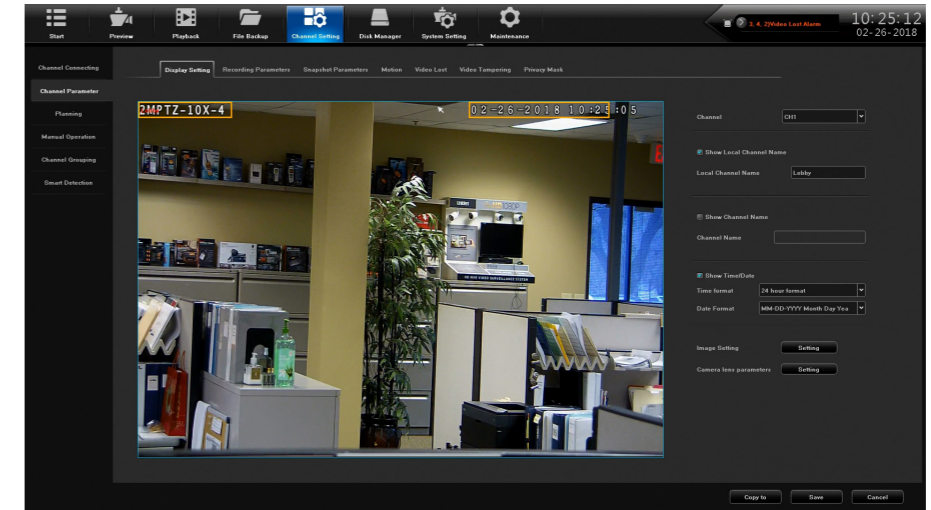 3, 4, 2)Video Lost Alarm
10:25:12
02-26-2018
Start
Preview
Playback
File Backup
Channel Setting
Disk Manager
System Setting
Maintenance
Channel Connecting
Channel Parameter
Planning
Manual Operation
Channel Grouping
Smart Detection
Display Setting
Recording Parameters
Snapshot Parameters
Motion
Video Lost
Video Tampering
Privacy Mask
2MPTZ-10X-4
02-26-2018 10:25:05
Channel
CH1
Show Local Channel Name
Local Channel Name
Lobby
Show Channel Name
Channel Name
Show Time/Date
Time format
24 hour format
Date Format
MM-DD-YYYY Month Day Yea
Image Setting
Setting
Camera lens parameters
Setting
Copy to
Save
Cancel